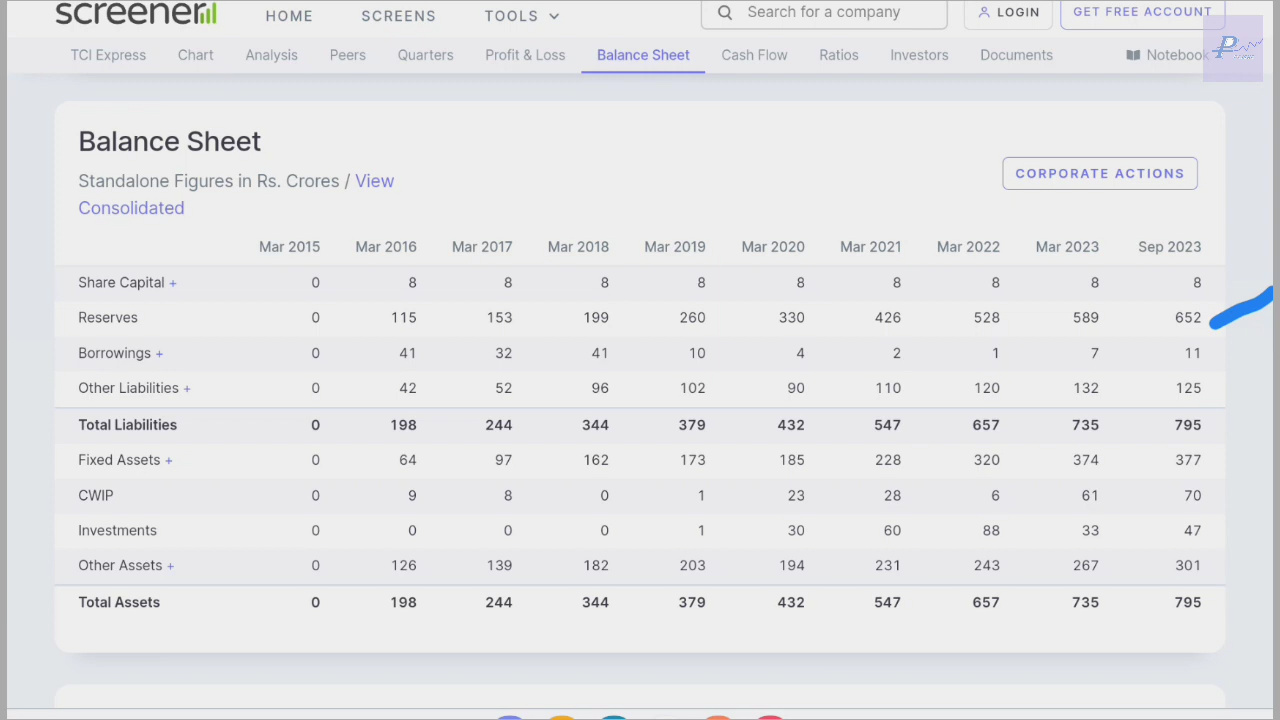 screener
HOME SCREENS TOOLS Search for a company LOGIN GET FREE ACCOUNT
TCI Express Chart Analysis Peers Quarters Profit & Loss Balance Sheet Cash Flow Ratios Investors Documents Notebook
Balance Sheet
Standalone Figures in Rs. Crores / View
Consolidated
CORPORATE ACTIONS
Mar 2015 Mar 2016 Mar 2017 Mar 2018 Mar 2019 Mar 2020 Mar 2021 Mar 2022 Mar 2023 Sep 2023
Share Capital + 0 8 8 8 8 8 8 8 8 8
Reserves 0 115 153 199 260 330 426 528 589 652
Borrowings + 0 41 32 41 10 4 2 1 7 11
Other Liabilities + 0 42 52 96 102 90 110 120 132 125
Total Liabilities 0 198 244 344 379 432 547 657 735 795
Fixed Assets + 0 64 97 162 173 185 228 320 374 377
CWIP 0 9 8 0 1 23 28 6 61 70
Investments 0 0 0 0 1 30 60 88 33 47
Other Assets + 0 126 139 182 203 194 231 243 267 301
Total Assets 0 198 244 344 379 432 547 657 735 795